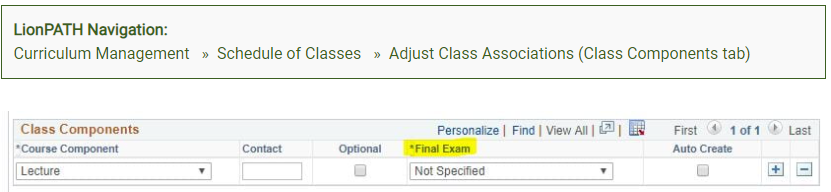 LionPATH Navigation:
Curriculum Management » Schedule of Classes » Adjust Class Associations (Class Components tab)
Class Components Personalize | Find | View All | | First 1 of 1 Last
*Course Component Contact Optional *Final Exam Auto Create
Lecture Not Specified